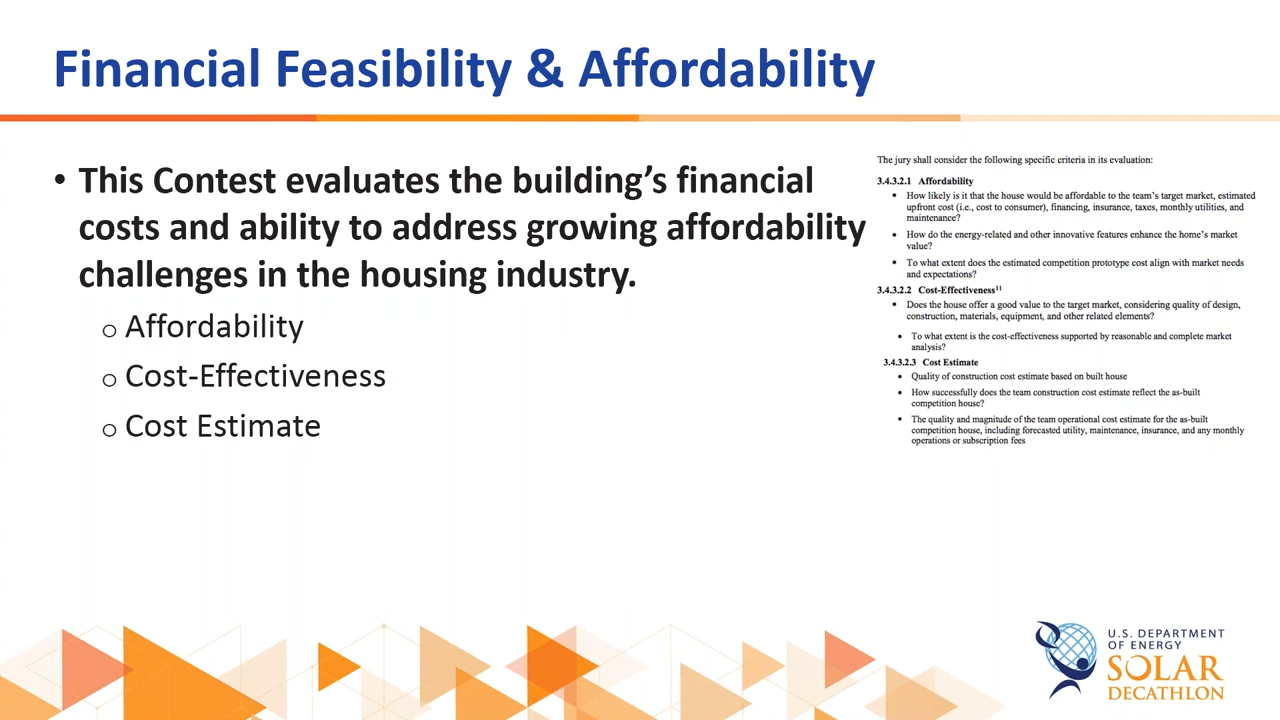 Financial Feasibility & Affordability
• This Contest evaluates the building’s financial
costs and ability to address growing affordability
challenges in the housing industry.
o Affordability
o Cost-Effectiveness
o Cost Estimate
The jury shall consider the following specific criteria in its evaluation:
3.4.3.2.1 Affordability
• How likely is it that the house would be affordable to the team’s target market, estimated
upfront cost (i.e., cost to consumer), financing, insurance, taxes, monthly utilities, and
maintenance?
• How do the energy-related and other innovative features enhance the home’s market
value?
• To what extent does the estimated competition prototype cost align with market needs
and expectations?
3.4.3.2.2 Cost-Effectiveness¹¹
• Does the house offer a good value to the target market, considering quality of design,
construction, materials, equipment, and other related elements?
• To what extent is the cost-effectiveness supported by reasonable and complete market
analysis?
3.4.3.2.3 Cost Estimate
• Quality of construction cost estimate based on built house
• How successfully does the team construction cost estimate reflect the as-built
competition house?
• The quality and magnitude of the team operational cost estimate for the as-built
competition house, including forecasted utility, maintenance, insurance, and any monthly
operations or subscription fees
U.S. DEPARTMENT
OF ENERGY
SOLAR
DECATHLON